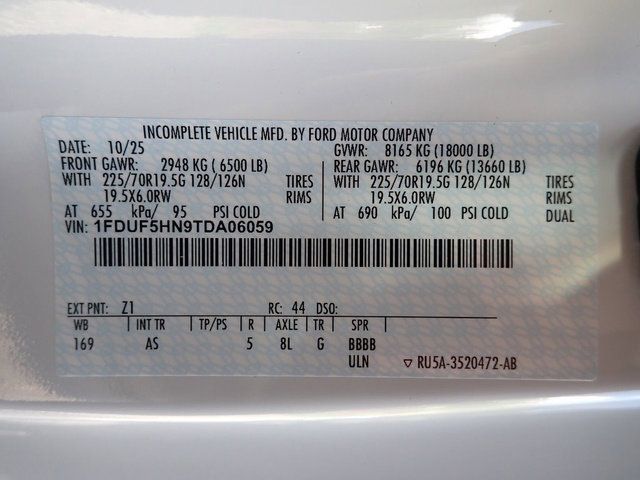 INCOMPLETE VEHICLE MFD. BY FORD MOTOR COMPANY
DATE: 10/25 GVWR: 8165 KG (18000 LB)
FRONT GAWR: 2948 KG ( 6500 LB) REAR GAWR: 6196 KG (13660 LB)
WITH 225/70R19.5G 128/126N TIRES WITH 225/70R19.5G 128/126N TIRES
19.5X6.0RW RIMS 19.5X6.0RW RIMS
AT 655 kPa/ 95 PSI COLD AT 690 kPa/ 100 PSI COLD DUAL
VIN: 1FDUF5HN9TDA06059
EXT PNT: Z1 RC: 44 DSO:
WB | INT TR | TP/PS | R | AXLE | TR | SPR
169 AS 5 8L G BBBB
ULN ▽ RU5A-3520472-AB